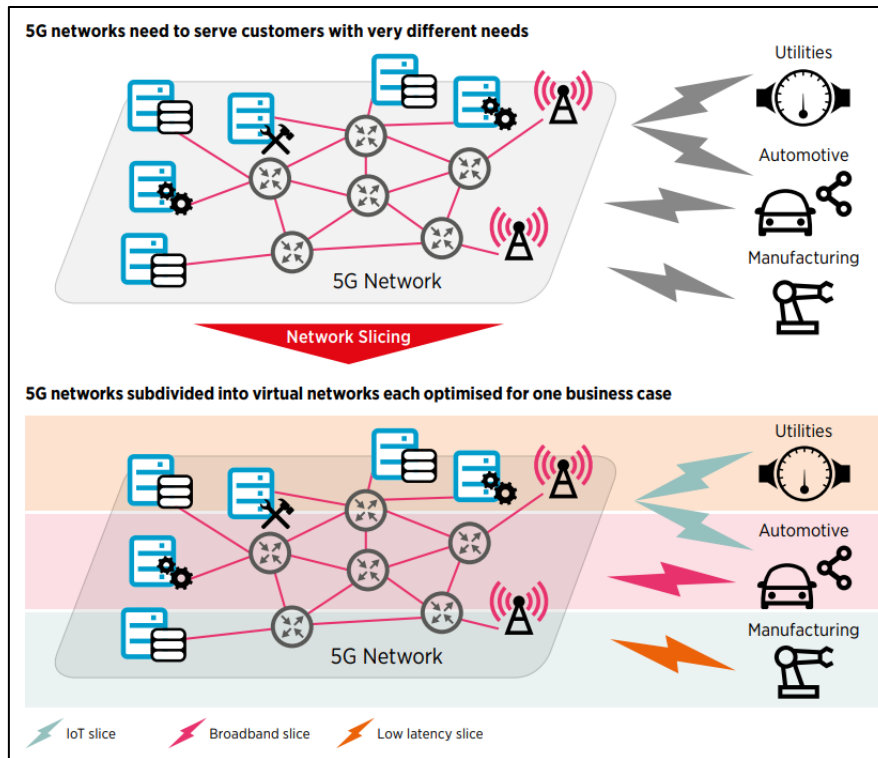 5G networks need to serve customers with very different needs
Utilities
Automotive
Manufacturing
5G Network
Network Slicing
5G networks subdivided into virtual networks each optimised for one business case
Utilities
Automotive
Manufacturing
5G Network
IoT slice
Broadband slice
Low latency slice